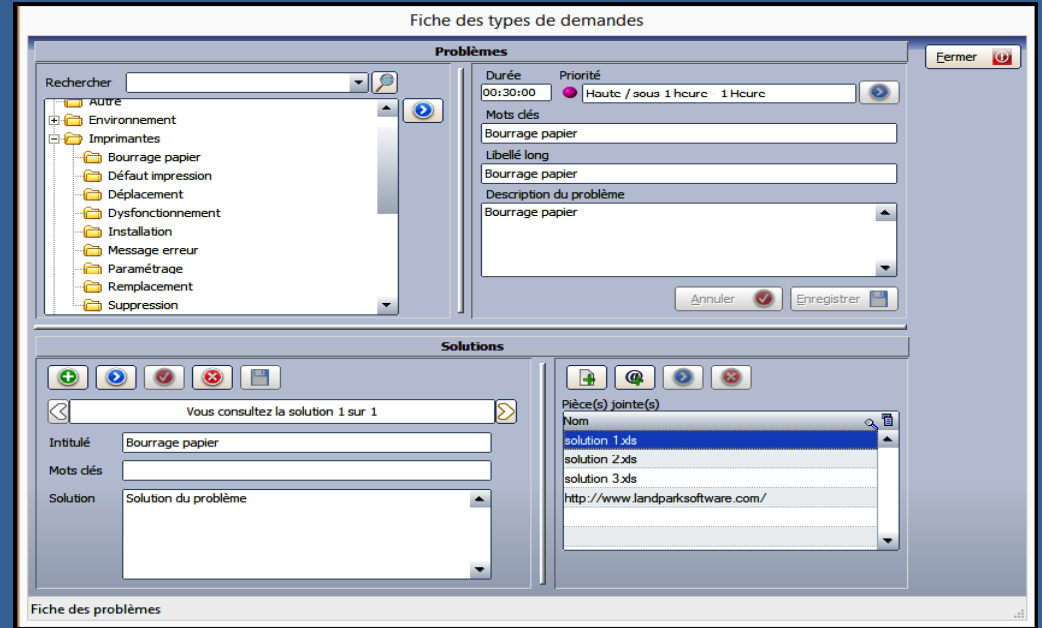 Fiche des types de demandes
Problèmes
Fermer
Rechercher
Autre
Environnement
Imprimantes
Bourrage papier
Défaut impression
Déplacement
Dysfonctionnement
Installation
Message erreur
Paramétrage
Remplacement
Suppression
Durée Priorité
00:30:00 Haute / sous 1 heure - 1 Heure
Mots clés
Bourrage papier
Libellé long
Bourrage papier
Description du problème
Bourrage papier
Annuler Enregistrer
Solutions
Vous consultez la solution 1 sur 1
Intitulé Bourrage papier
Mots clés
Solution Solution du problème
Pièce(s) jointe(s)
Nom
solution 1.xls
solution 2.xls
solution 3.xls
http://www.landparksoftware.com/
Fiche des problèmes